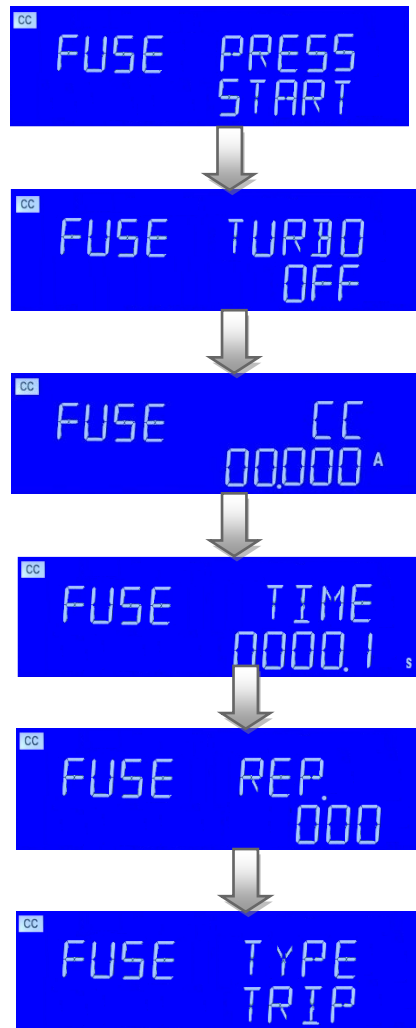 CC
FUSE PRESS
START
CC
FUSE TURBO
OFF
CC
FUSE CC
00.000 A
CC
FUSE TIME
0000.1 s
CC
FUSE REP.
000
CC
FUSE TYPE
TRIP